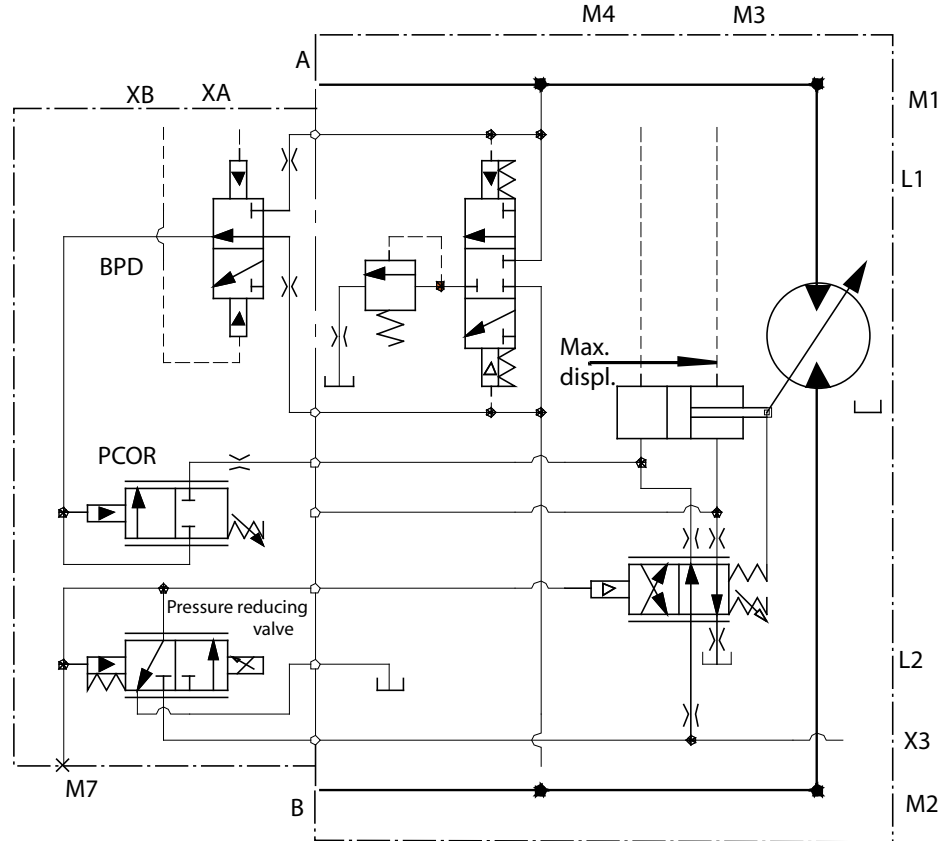 M4
M3
A
XB
XA
M1
L1
BPD
Max.
displ.
PCOR
Pressure reducing
valve
L2
X3
M7
B
M2